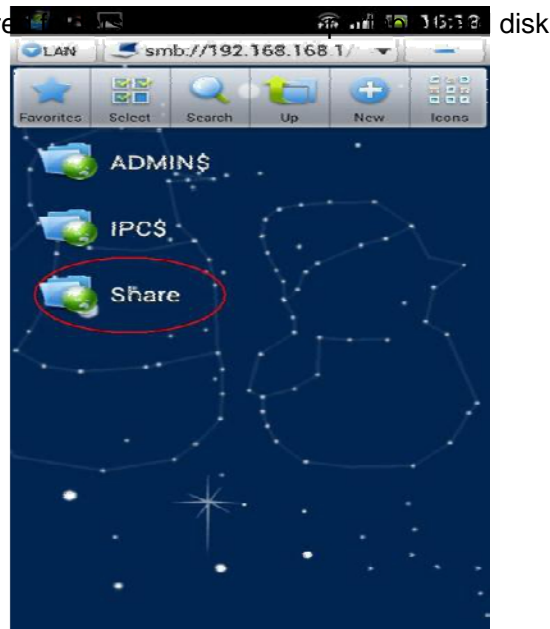 disk
LAN smb://192.168.168.1/
Favorites Select Search Up New Icons
ADMIN$
IPC$
Share